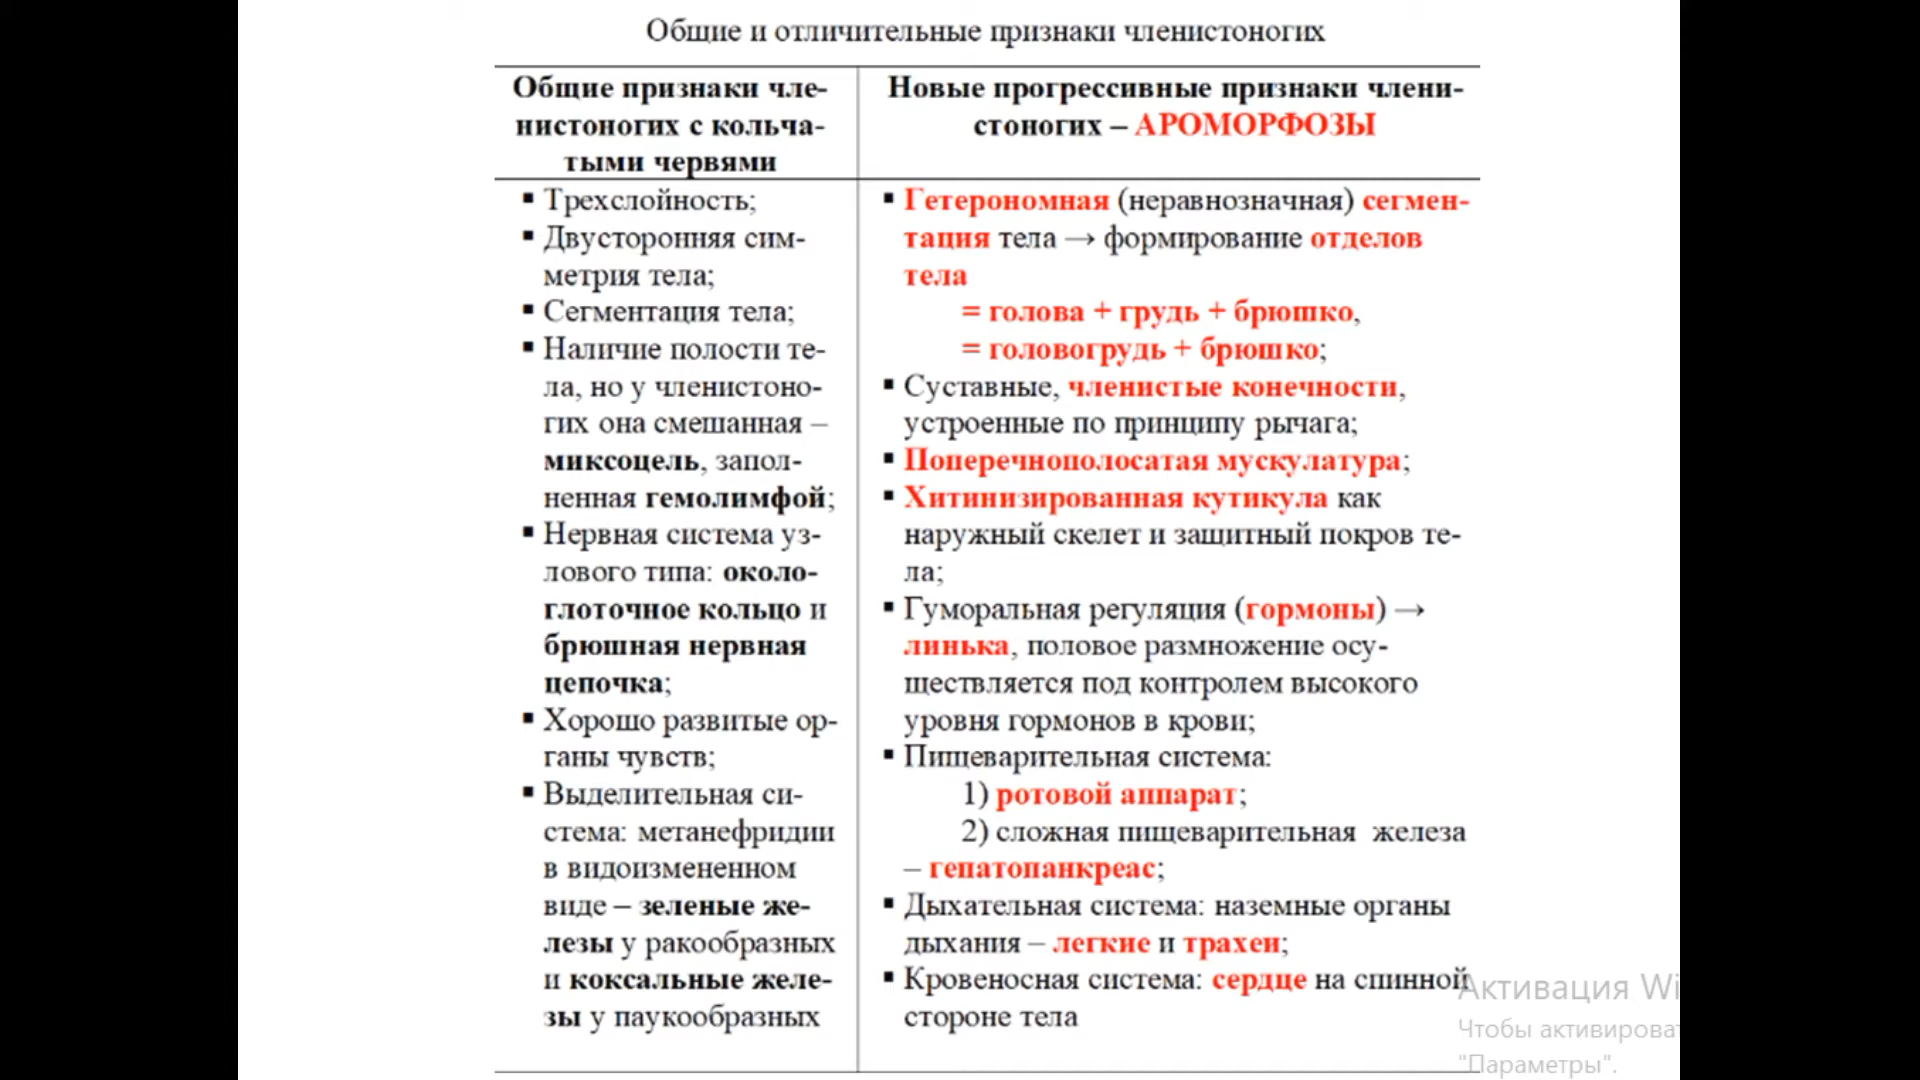 Общие и отличительные признаки членистоногих
Общие признаки чле-
нистоногих с кольча-
тыми червями
▪ Трехслойность;
▪ Двусторонняя сим-
метрия тела;
▪ Сегментация тела;
▪ Наличие полости те-
ла, но у членистоно-
гих она смешанная –
миксоцель, запол-
ненная гемолимфой;
▪ Нервная система уз-
лового типа: около-
глоточное кольцо и
брюшная нервная
цепочка;
▪ Хорошо развитые ор-
ганы чувств;
▪ Выделительная си-
стема: метанефридии
в видоизмененном
виде – зеленые же-
лезы у ракообразных
и коксальные желе-
зы у паукообразных
Новые прогрессивные признаки члени-
стоногих – АРОМОРФОЗЫ
▪ Гетерономная (неравнозначная) сегмен-
тация тела → формирование отделов
тела
= голова + грудь + брюшко,
= головогрудь + брюшко;
▪ Суставные, членистые конечности,
устроенные по принципу рычага;
▪ Поперечнополосатая мускулатура;
▪ Хитинизированная кутикула как
наружный скелет и защитный покров те-
ла;
▪ Гуморальная регуляция (гормоны) →
линька, половое размножение осу-
ществляется под контролем высокого
уровня гормонов в крови;
▪ Пищеварительная система:
1) ротовой аппарат;
2) сложная пищеварительная железа
– гепатопанкреас;
▪ Дыхательная система: наземные органы
дыхания – легкие и трахеи;
▪ Кровеносная система: сердце на спинной
стороне тела
Активация Wi
Чтобы активироват
"Параметры".